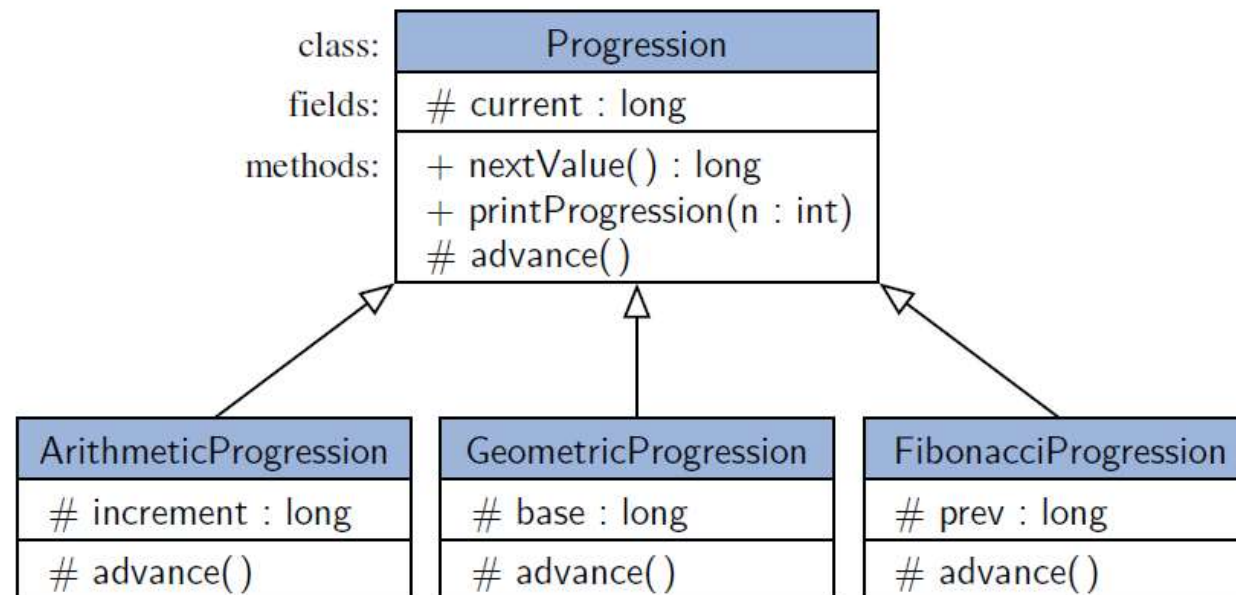 class: Progression
fields: # current : long
methods: + nextValue( ) : long
+ printProgression(n : int)
# advance( )
ArithmeticProgression GeometricProgression FibonacciProgression
# increment : long # base : long # prev : long
# advance( ) # advance( ) # advance( )